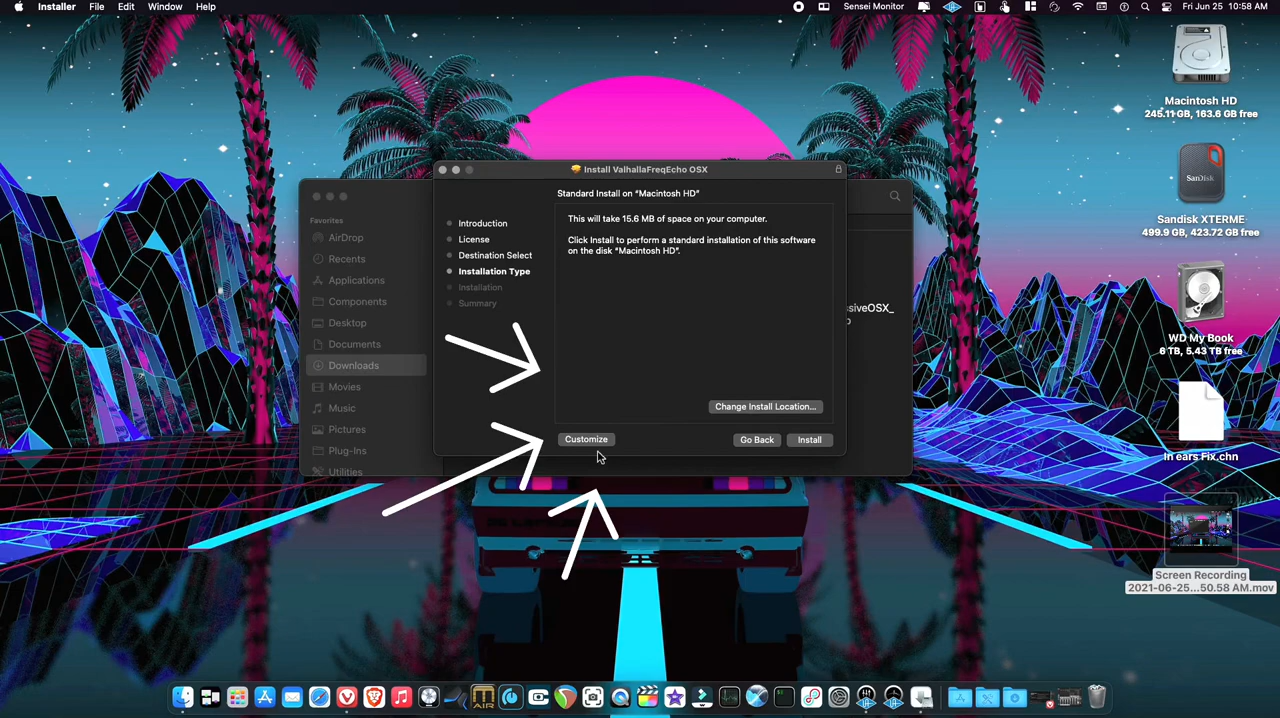 Installer File Edit Window Help
Sensei Monitor
Fri Jun 25 10:58 AM
Macintosh HD
245.11 GB, 163.6 GB free
SanDisk
Sandisk XTERME
499.9 GB, 423.72 GB free
WD My Book
6 TB, 5.43 TB free
In ears Fix.chn
Screen Recording
2021-06-25...50.58 AM.mov
Install ValhallaFreqEcho OSX
Standard Install on “Macintosh HD”
Introduction
License
Destination Select
Installation Type
Installation
Summary
This will take 15.6 MB of space on your computer.
Click Install to perform a standard installation of this software
on the disk “Macintosh HD”.
Change Install Location...
Customize
Go Back
Install
Favorites
AirDrop
Recents
Applications
Components
Desktop
Documents
Downloads
Movies
Music
Pictures
Plug-Ins
Utilities
ssiveOSX_
AIR